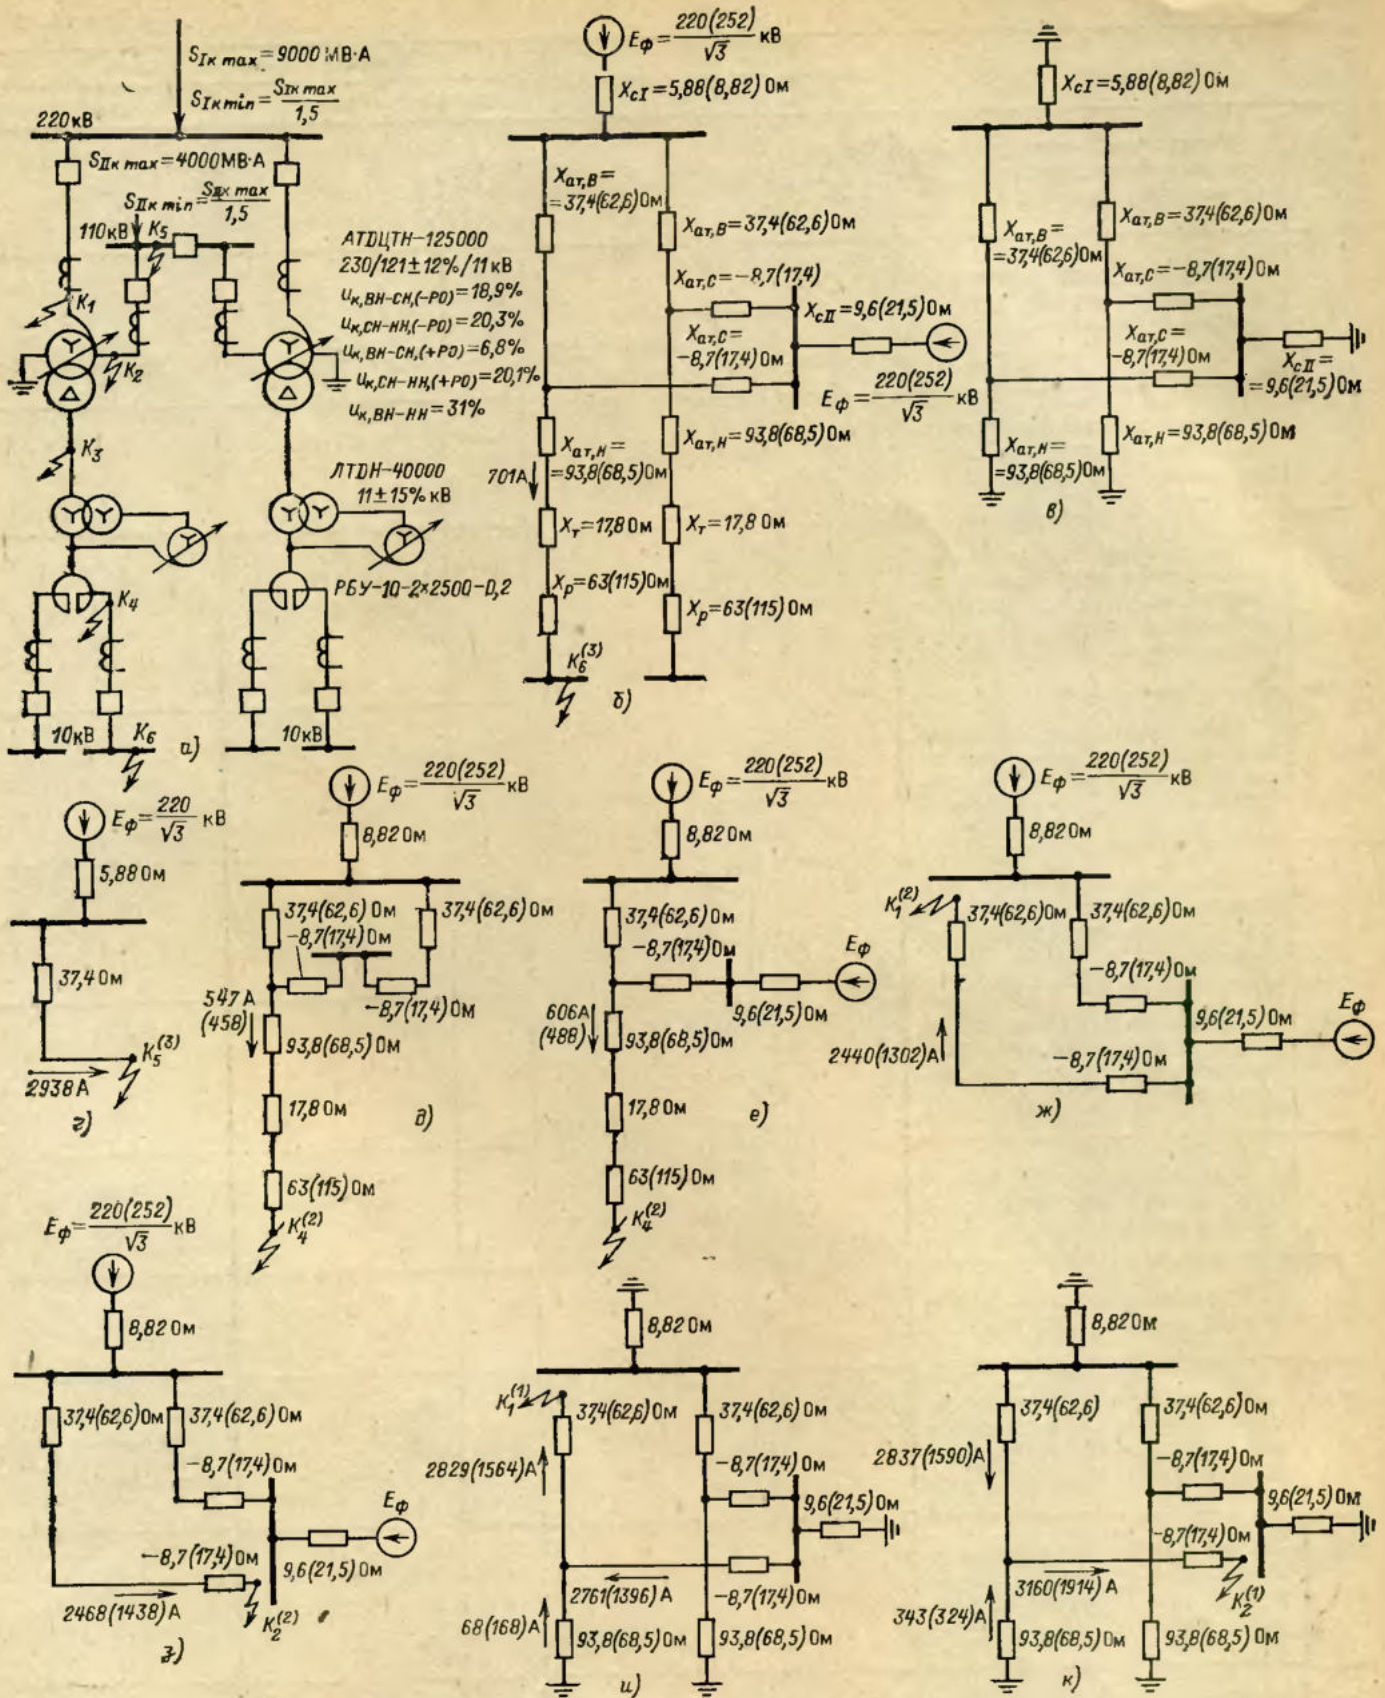 S_Iк max = 9000 МВ·А
S_Iк min = S_Iк max / 1,5
220 кВ
S_IIк max = 4000 МВ·А
S_IIк min = S_IIк max / 1,5
110 кВ
K5
K1
K2
АТДЦТН-125000
230/121±12%/11 кВ
u_к,ВН-СН,(-РО) = 18,9%
u_к,СН-НН,(-РО) = 20,3%
u_к,ВН-СН,(+РО) = 6,8%
u_к,СН-НН,(+РО) = 20,1%
u_к,ВН-НН = 31%
K3
ЛТДН-40000
11±15% кВ
РБУ-10-2×2500-0,2
K4
10кВ
K6
10кВ
а)
E_ф = 220(252)/√3 кВ
X_сI = 5,88(8,82) Ом
X_ат,В =
= 37,4(62,6) Ом
X_ат,В = 37,4(62,6) Ом
X_ат,С = -8,7(17,4)
X_сII = 9,6(21,5) Ом
X_ат,С =
-8,7(17,4) Ом
E_ф = 220(252)/√3 кВ
X_ат,Н =
= 93,8(68,5) Ом
X_ат,Н = 93,8(68,5) Ом
701А
X_т = 17,8 Ом
X_т = 17,8 Ом
X_р = 63(115) Ом
X_р = 63(115) Ом
K6^(3)
б)
X_сI = 5,88(8,82) Ом
X_ат,В =
= 37,4(62,6) Ом
X_ат,В = 37,4(62,6) Ом
X_ат,С = -8,7(17,4) Ом
X_ат,С =
-8,7(17,4) Ом
X_сII =
= 9,6(21,5) Ом
X_ат,Н =
= 93,8(68,5) Ом
X_ат,Н = 93,8(68,5) Ом
в)
E_ф = 220/√3 кВ
5,88 Ом
37,4 Ом
K5^(3)
2938 А
г)
E_ф = 220(252)/√3 кВ
8,82 Ом
37,4(62,6) Ом
37,4(62,6) Ом
-8,7(17,4) Ом
-8,7(17,4) Ом
547 А
(458)
93,8(68,5) Ом
17,8 Ом
63(115) Ом
K4^(2)
д)
E_ф = 220(252)/√3 кВ
8,82 Ом
37,4(62,6) Ом
-8,7(17,4) Ом
E_ф
9,6(21,5) Ом
606А
(488)
93,8(68,5) Ом
17,8 Ом
63(115) Ом
K4^(2)
е)
E_ф = 220(252)/√3 кВ
8,82 Ом
K1^(2)
37,4(62,6) Ом
37,4(62,6) Ом
-8,7(17,4) Ом
9,6(21,5) Ом
E_ф
2440(1302) А
-8,7(17,4) Ом
ж)
E_ф = 220(252)/√3 кВ
8,82 Ом
37,4(62,6) Ом
37,4(62,6) Ом
-8,7(17,4) Ом
E_ф
-8,7(17,4) Ом
9,6(21,5) Ом
2468(1438) А
K2^(2)
з)
8,82 Ом
K1^(1)
37,4(62,6) Ом
37,4(62,6) Ом
2829(1564) А
-8,7(17,4) Ом
9,6(21,5) Ом
2761(1396) А
-8,7(17,4) Ом
68(168) А
93,8(68,5) Ом
93,8(68,5) Ом
и)
8,82 Ом
37,4(62,6)
37,4(62,6) Ом
2837(1590) А
-8,7(17,4) Ом
9,6(21,5) Ом
-8,7(17,4) Ом
3160(1914) А
K2^(1)
343(324) А
93,8(68,5) Ом
93,8(68,5) Ом
к)